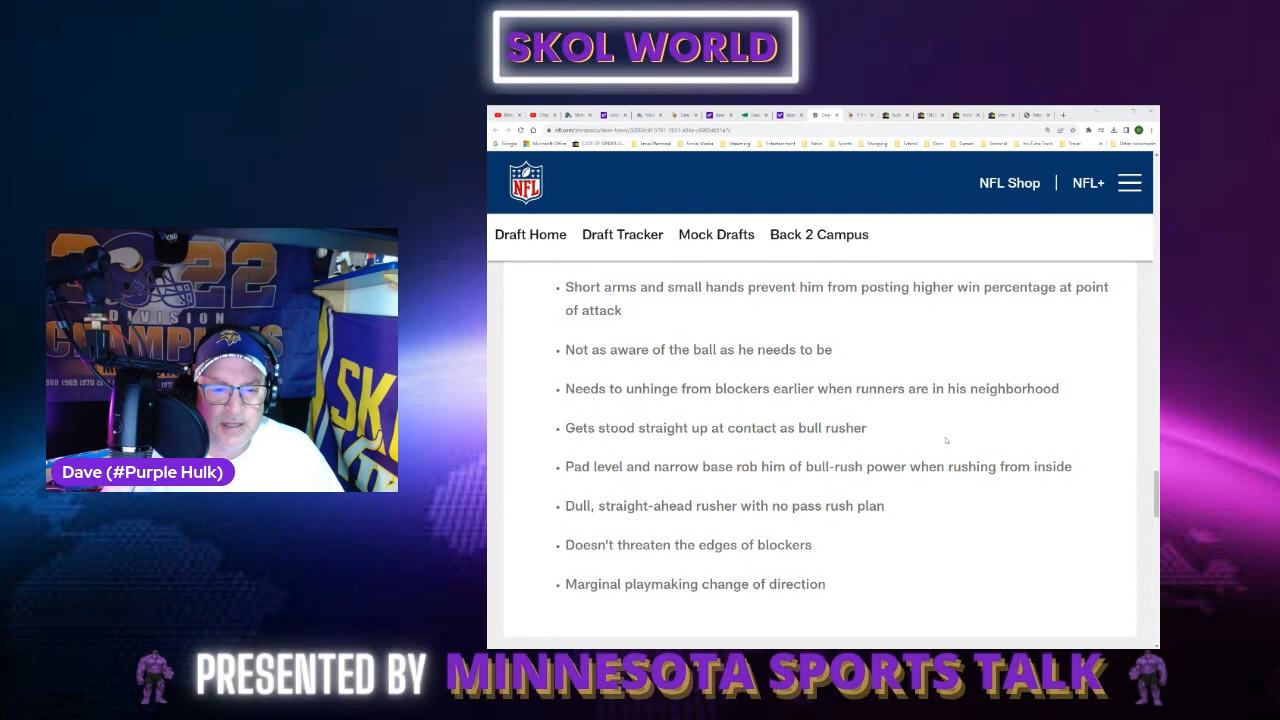 SKOL WORLD
NFL
NFL Shop
NFL+
Draft Home
Draft Tracker
Mock Drafts
Back 2 Campus
• Short arms and small hands prevent him from posting higher win percentage at point
of attack
• Not as aware of the ball as he needs to be
• Needs to unhinge from blockers earlier when runners are in his neighborhood
• Gets stood straight up at contact as bull rusher
• Pad level and narrow base rob him of bull-rush power when rushing from inside
• Dull, straight-ahead rusher with no pass rush plan
• Doesn't threaten the edges of blockers
• Marginal playmaking change of direction
22
DIVISION
CHAMPI
SK
Dave (#Purple Hulk)
PRESENTED BY MINNESOTA SPORTS TALK